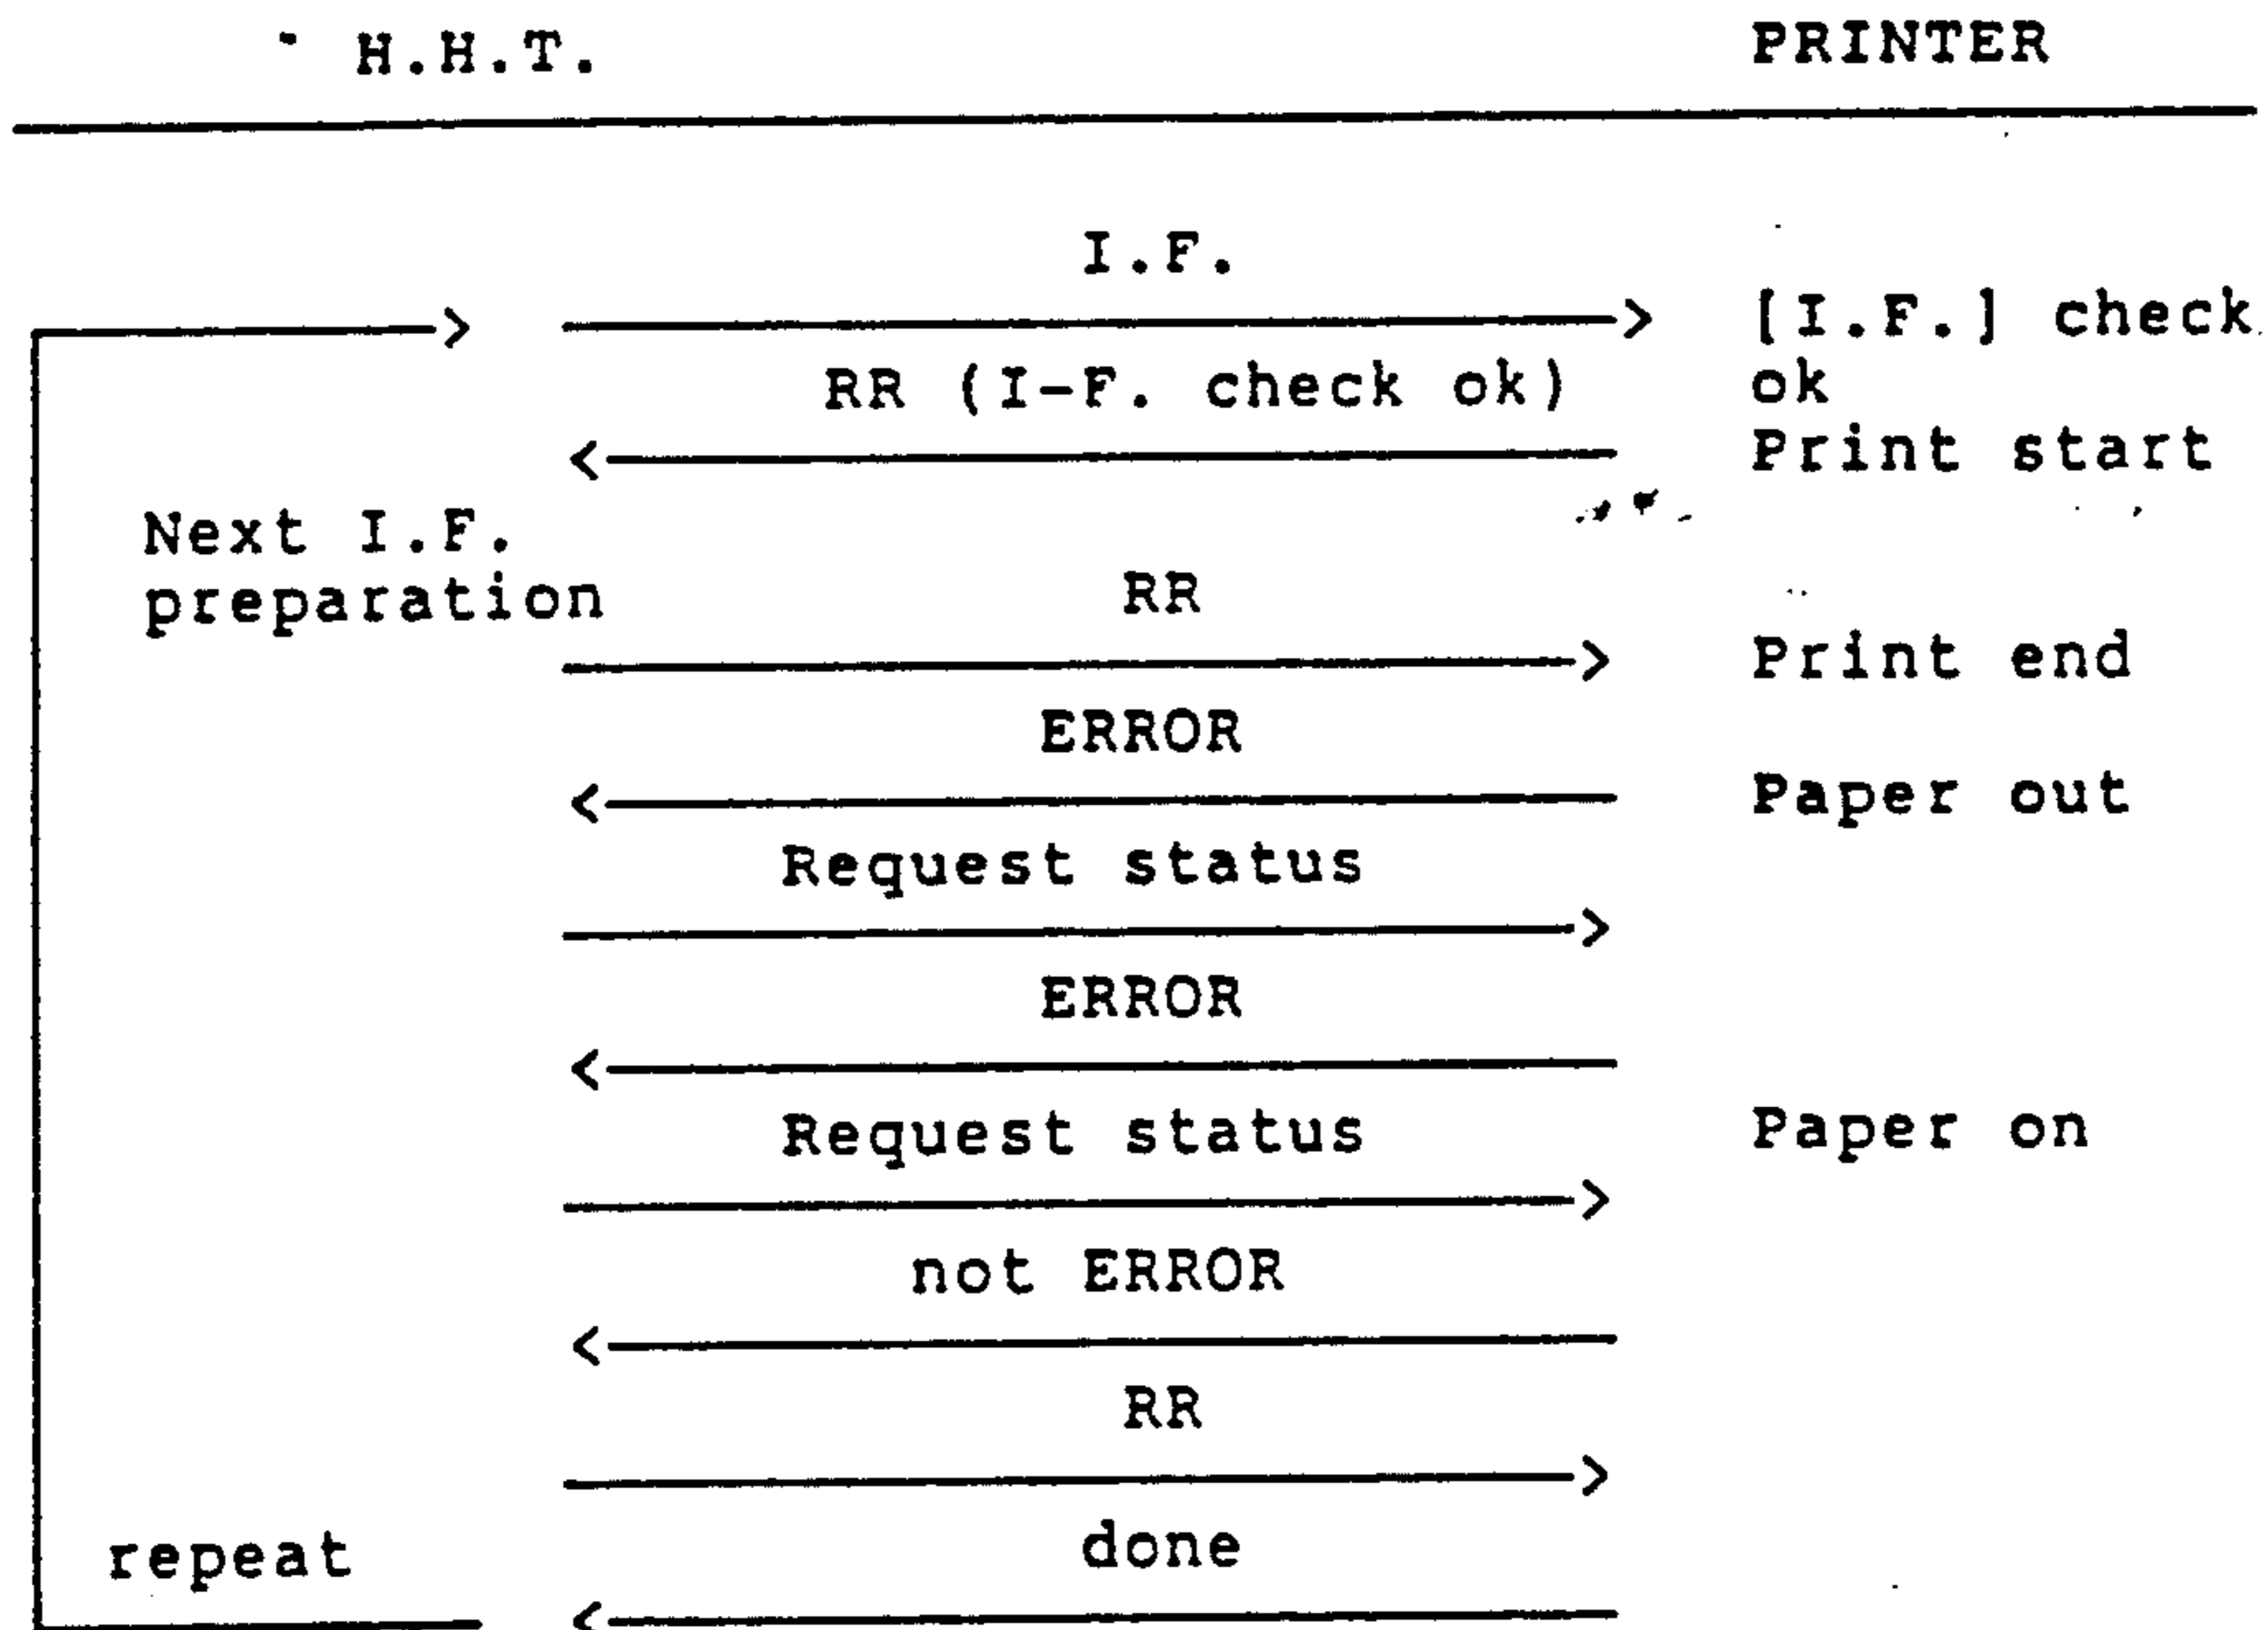 H.H.T. PRINTER
I.F.
[I.F.] check
RR (I-F. check ok) ok
Print start
Next I.F.
preparation RR
Print end
ERROR
Paper out
Request status
ERROR
Request status Paper on
not ERROR
RR
repeat done